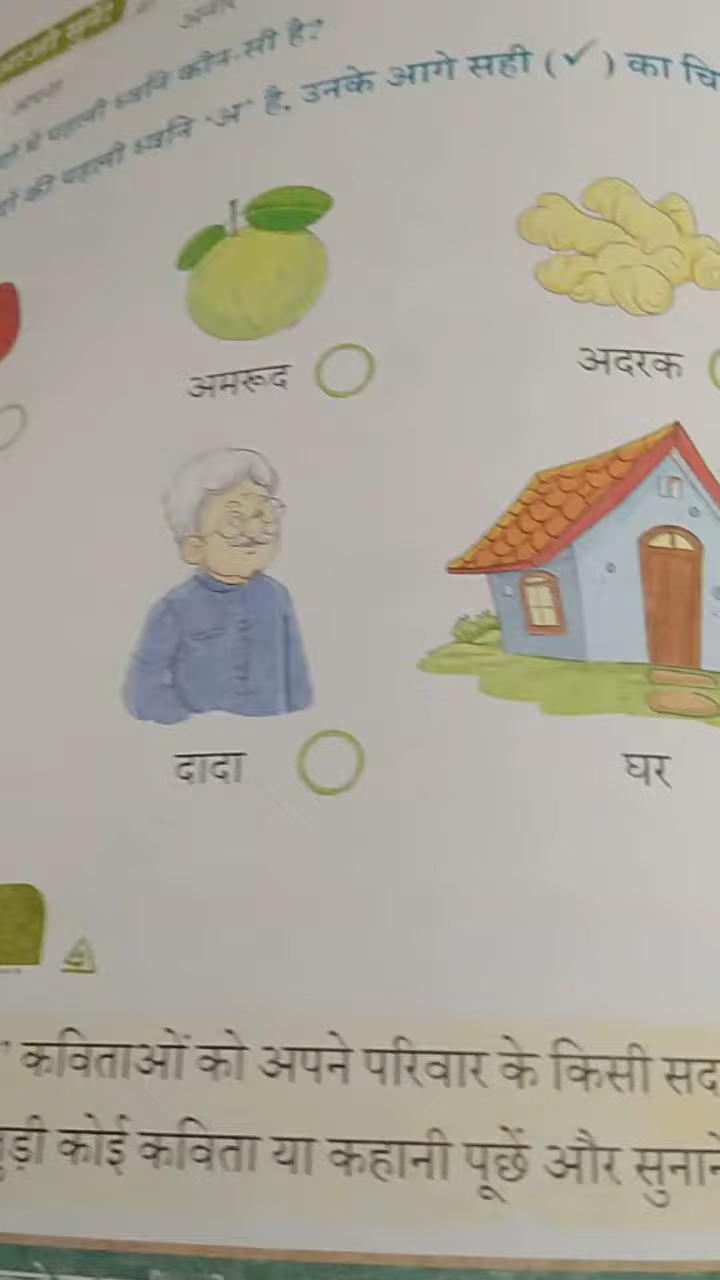 पहली ध्वनि कौन-सी है?
की पहली ध्वनि 'अ' है, उनके आगे सही (✓) का चि
अमरूद
अदरक
दादा
घर
कविताओं को अपने परिवार के किसी सद
कोई कविता या कहानी पूछें और सुनाने